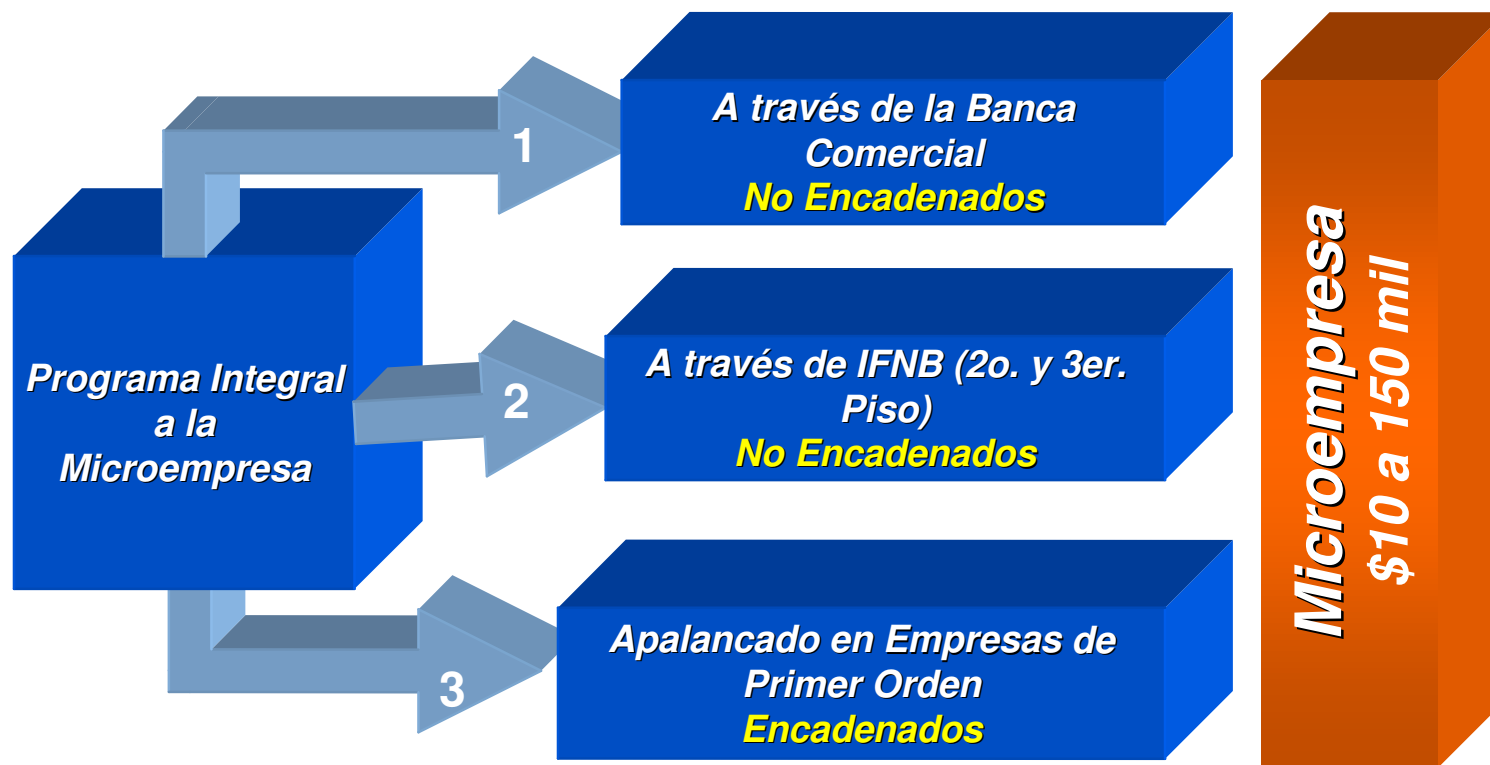 Programa Integral
a la
Microempresa
1
A través de la Banca
Comercial
No Encadenados
2
A través de IFNB (2o. y 3er.
Piso)
No Encadenados
3
Apalancado en Empresas de
Primer Orden
Encadenados
Microempresa
$10 a 150 mil